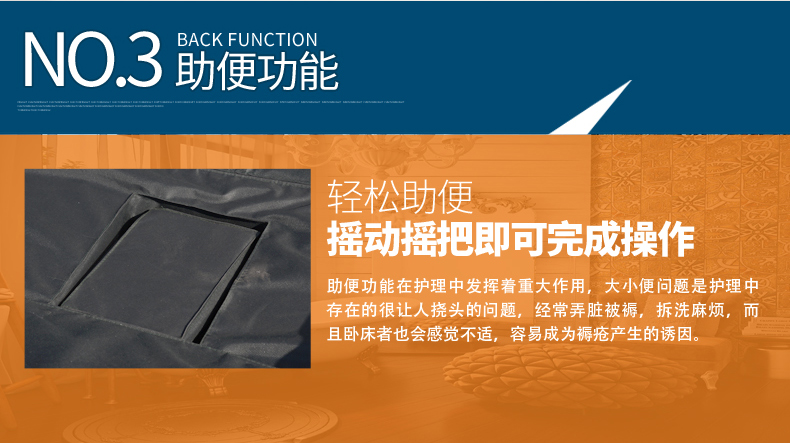 NO.3
BACK FUNCTION
助便功能
轻松助便
摇动摇把即可完成操作
助便功能在护理中发挥着重大作用，大小便问题是护理中
存在的很让人挠头的问题，经常弄脏被褥，拆洗麻烦，而
且卧床者也会感觉不适，容易成为褥疮产生的诱因。